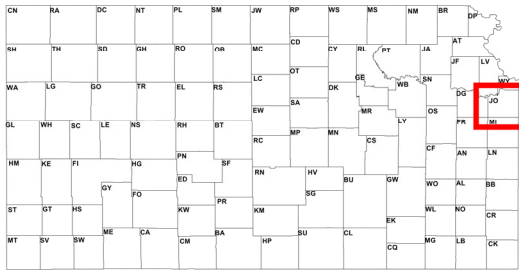 CN RA DC NT PL SM JW RP WS MS NM BR DP
CD AT
SH TH SD GH RO OB MC CY RL PT JA
JF LV
WY
OT GE SN
LC WB
WA LG GO TR EL RS DK DG JO
SA MR OS
EW LY
GL WH SC LE NS RH BT FR MI
MP MN
RC CS
CF
PN AN LN
HM KE FI HG SF RN HV
ED BU GW
GY WO AL BB
FO SG
PR
ST GT HS KW KM WL NO
CR
EK
ME CA BA SU CL
MT SV SW CM HP MG LB CK
CQ